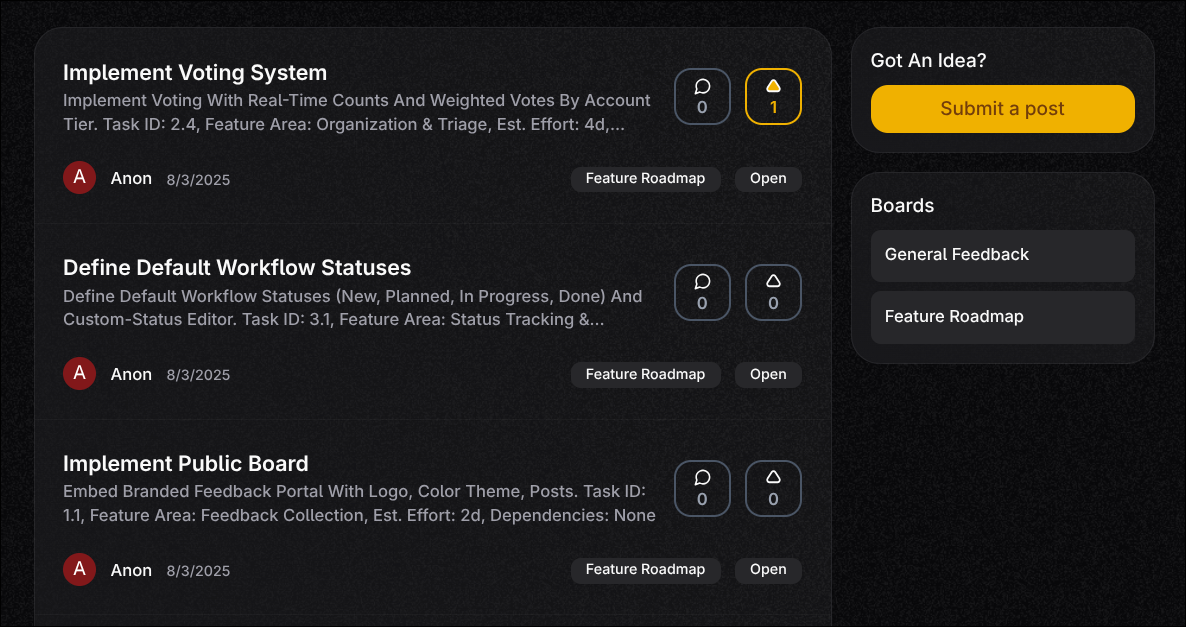 Implement Voting System
Implement Voting With Real-Time Counts And Weighted Votes By Account
Tier. Task ID: 2.4, Feature Area: Organization & Triage, Est. Effort: 4d,...
0
1
A
Anon
8/3/2025
Feature Roadmap
Open
Define Default Workflow Statuses
Define Default Workflow Statuses (New, Planned, In Progress, Done) And
Custom-Status Editor. Task ID: 3.1, Feature Area: Status Tracking &...
0
0
A
Anon
8/3/2025
Feature Roadmap
Open
Implement Public Board
Embed Branded Feedback Portal With Logo, Color Theme, Posts. Task ID:
1.1, Feature Area: Feedback Collection, Est. Effort: 2d, Dependencies: None
0
0
A
Anon
8/3/2025
Feature Roadmap
Open
Got An Idea?
Submit a post
Boards
General Feedback
Feature Roadmap